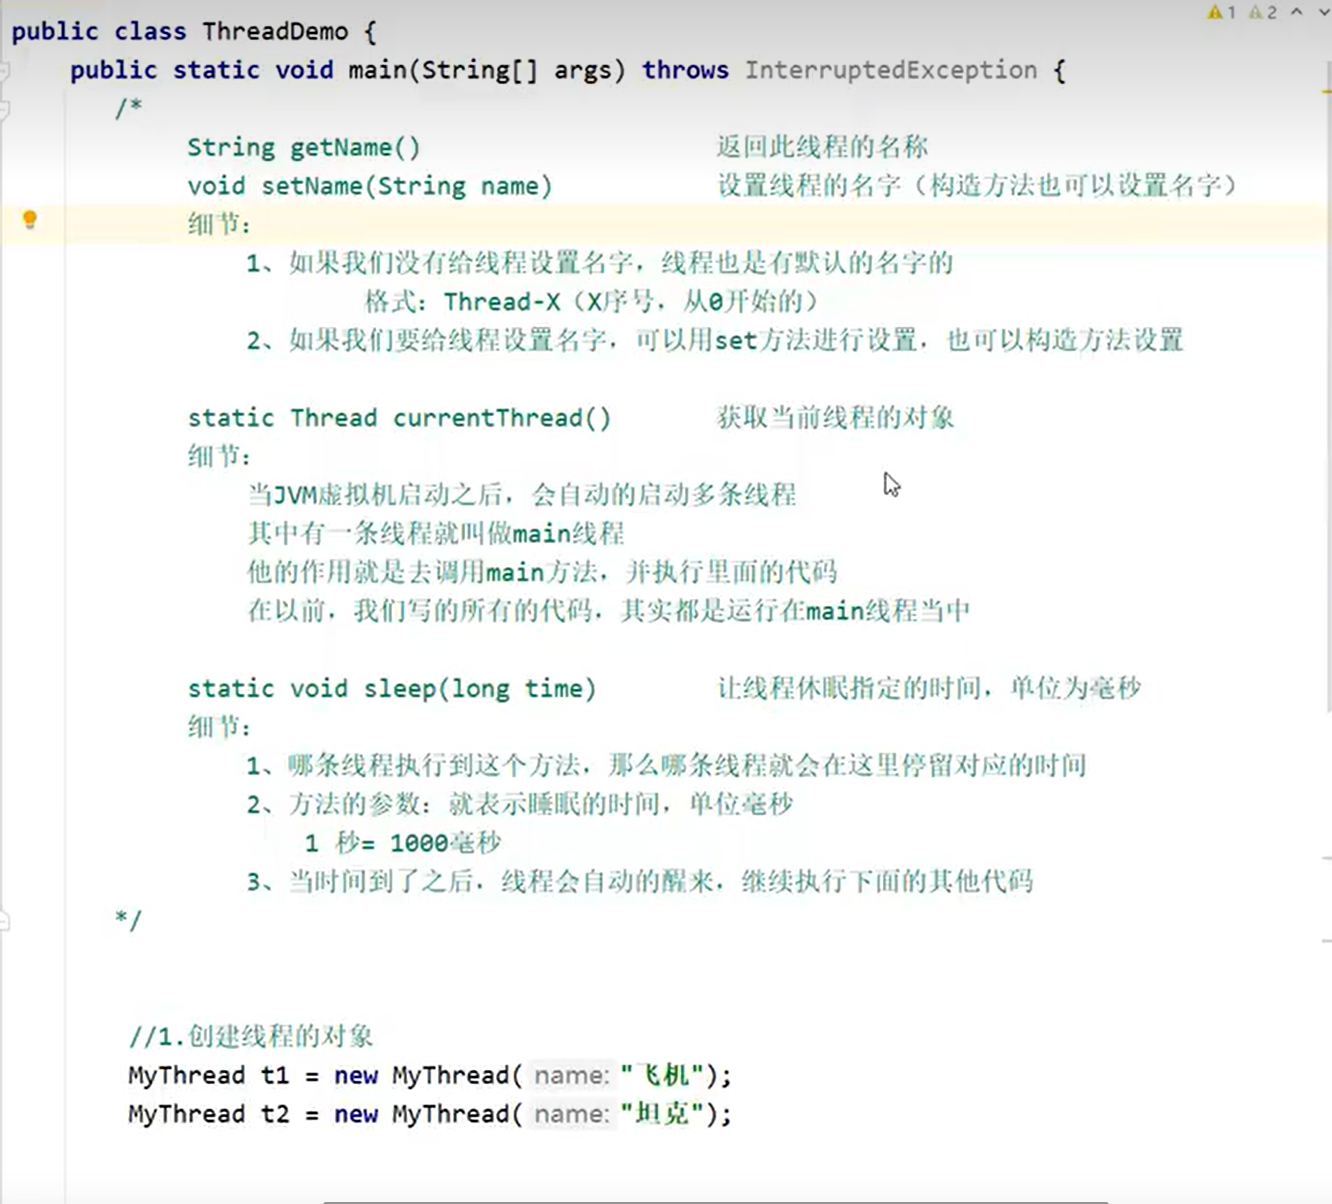 1 2
public class ThreadDemo {
public static void main(String[] args) throws InterruptedException {
/*
String getName() 返回此线程的名称
void setName(String name) 设置线程的名字（构造方法也可以设置名字）
细节：
1、如果我们没有给线程设置名字，线程也是有默认的名字的
格式：Thread-X（X序号，从0开始的）
2、如果我们要给线程设置名字，可以用set方法进行设置，也可以构造方法设置
static Thread currentThread() 获取当前线程的对象
细节：
当JVM虚拟机启动之后，会自动的启动多条线程
其中有一条线程就叫做main线程
他的作用就是去调用main方法，并执行里面的代码
在以前，我们写的所有的代码，其实都是运行在main线程当中
static void sleep(long time) 让线程休眠指定的时间，单位为毫秒
细节：
1、哪条线程执行到这个方法，那么哪条线程就会在这里停留对应的时间
2、方法的参数：就表示睡眠的时间，单位毫秒
1 秒= 1000毫秒
3、当时间到了之后，线程会自动的醒来，继续执行下面的其他代码
*/
//1.创建线程的对象
MyThread t1 = new MyThread( name: "飞机");
MyThread t2 = new MyThread( name: "坦克");